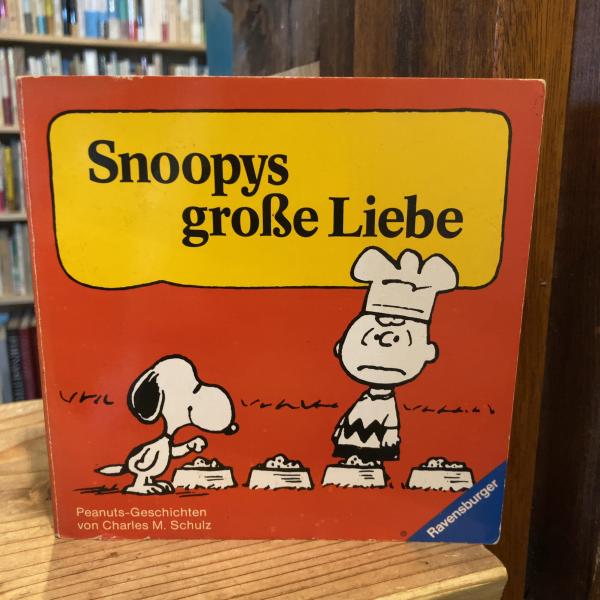 Snoopys
große Liebe
Peanuts-Geschichten
von Charles M. Schulz
Ravensburger